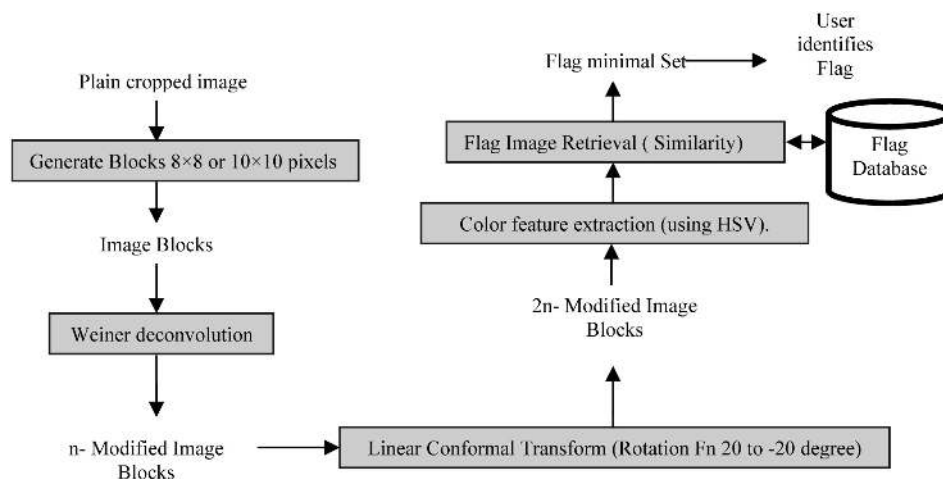 Plain cropped image
Generate Blocks 8×8 or 10×10 pixels
Image Blocks
Weiner deconvolution
n- Modified Image
Blocks
Linear Conformal Transform (Rotation Fn 20 to -20 degree)
2n- Modified Image
Blocks
Color feature extraction (using HSV).
Flag Image Retrieval ( Similarity)
Flag
Database
Flag minimal Set
User
identifies
Flag